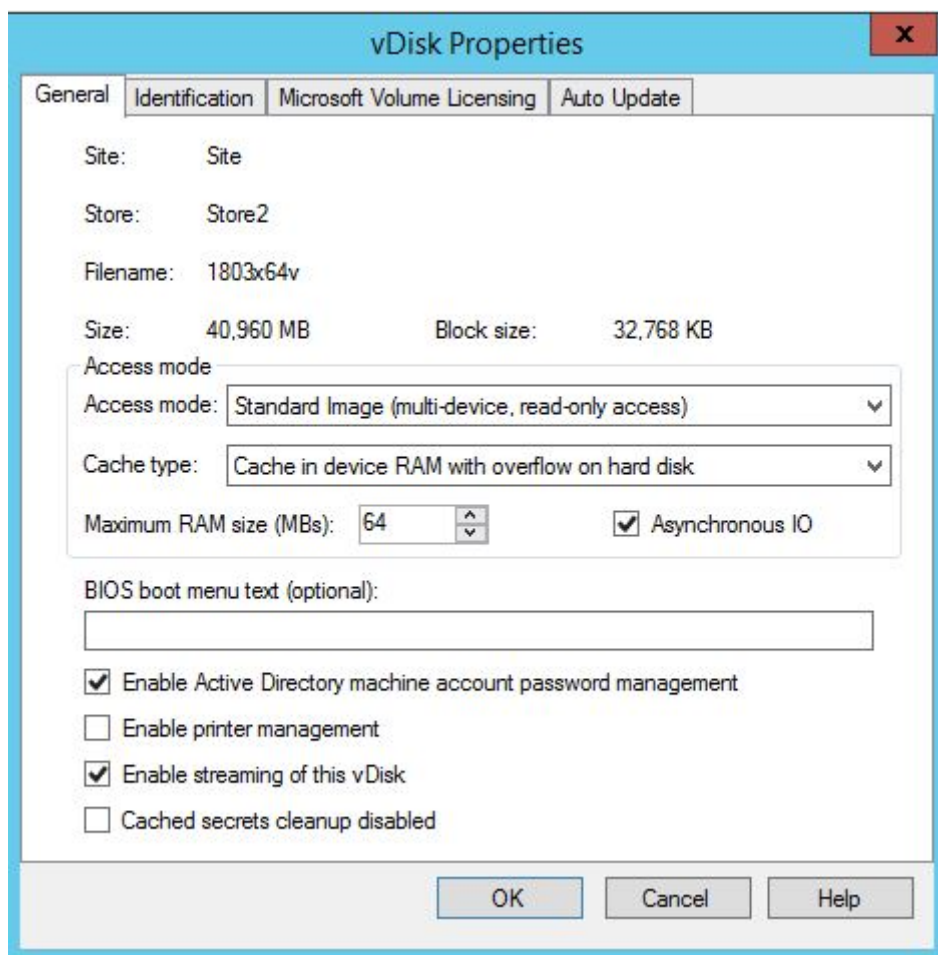 vDisk Properties
x
General Identification Microsoft Volume Licensing Auto Update
Site: Site
Store: Store2
Filename: 1803x64v
Size: 40,960 MB Block size: 32,768 KB
Access mode
Access mode: Standard Image (multi-device, read-only access)
Cache type: Cache in device RAM with overflow on hard disk
Maximum RAM size (MBs): 64 Asynchronous IO
BIOS boot menu text (optional):
Enable Active Directory machine account password management
Enable printer management
Enable streaming of this vDisk
Cached secrets cleanup disabled
OK Cancel Help